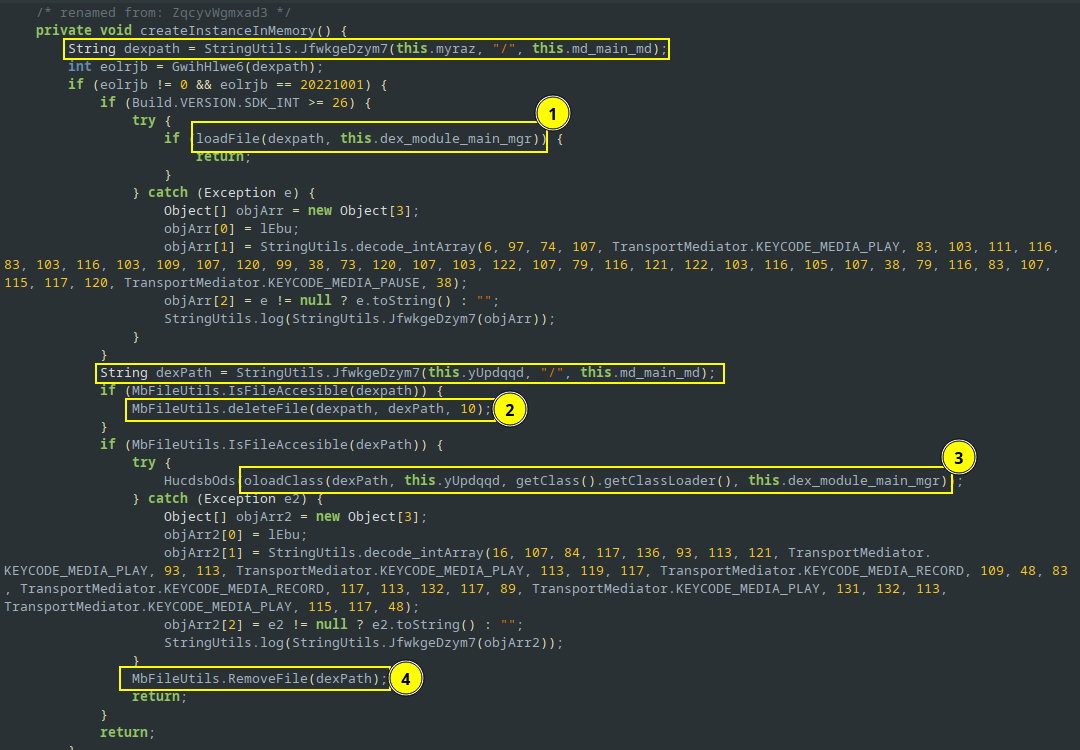 /* renamed from: ZqcyvWgmxad3 */
private void createInstanceInMemory() {
String dexpath = StringUtils.JfwkgeDzym7(this.myraz, "/", this.md_main_md);
int eolrjb = GwihHlwe6(dexpath);
if (eolrjb != 0 && eolrjb == 20221001) {
if (Build.VERSION.SDK_INT >= 26) {
try {
1
if (loadFile(dexpath, this.dex_module_main_mgr)) {
return;
}
} catch (Exception e) {
Object[] objArr = new Object[3];
objArr[0] = lEbu;
objArr[1] = StringUtils.decode_intArray(6, 97, 74, 107, TransportMediator.KEYCODE_MEDIA_PLAY, 83, 103, 111, 116,
83, 103, 116, 103, 109, 107, 120, 99, 38, 73, 120, 107, 103, 122, 107, 79, 116, 121, 122, 103, 116, 105, 107, 38, 79, 116, 83, 107,
115, 117, 120, TransportMediator.KEYCODE_MEDIA_PAUSE, 38);
objArr[2] = e != null ? e.toString() : "";
StringUtils.log(StringUtils.JfwkgeDzym7(objArr));
}
}
String dexPath = StringUtils.JfwkgeDzym7(this.yUpdqqd, "/", this.md_main_md);
if (MbFileUtils.IsFileAccesible(dexpath)) {
MbFileUtils.deleteFile(dexpath, dexPath, 10);
2
}
if (MbFileUtils.IsFileAccesible(dexPath)) {
try {
3
HucdsbOds(oloadClass(dexPath, this.yUpdqqd, getClass().getClassLoader(), this.dex_module_main_mgr);
} catch (Exception e2) {
Object[] objArr2 = new Object[3];
objArr2[0] = lEbu;
objArr2[1] = StringUtils.decode_intArray(16, 107, 84, 117, 136, 93, 113, 121, TransportMediator.
KEYCODE_MEDIA_PLAY, 93, 113, TransportMediator.KEYCODE_MEDIA_PLAY, 113, 119, 117, TransportMediator.KEYCODE_MEDIA_RECORD, 109, 48, 83
, TransportMediator.KEYCODE_MEDIA_RECORD, 117, 113, 132, 117, 89, TransportMediator.KEYCODE_MEDIA_PLAY, 131, 132, 113,
TransportMediator.KEYCODE_MEDIA_PLAY, 115, 117, 48);
objArr2[2] = e2 != null ? e2.toString() : "";
StringUtils.log(StringUtils.JfwkgeDzym7(objArr2));
}
MbFileUtils.RemoveFile(dexPath);
4
return;
}
return;
}